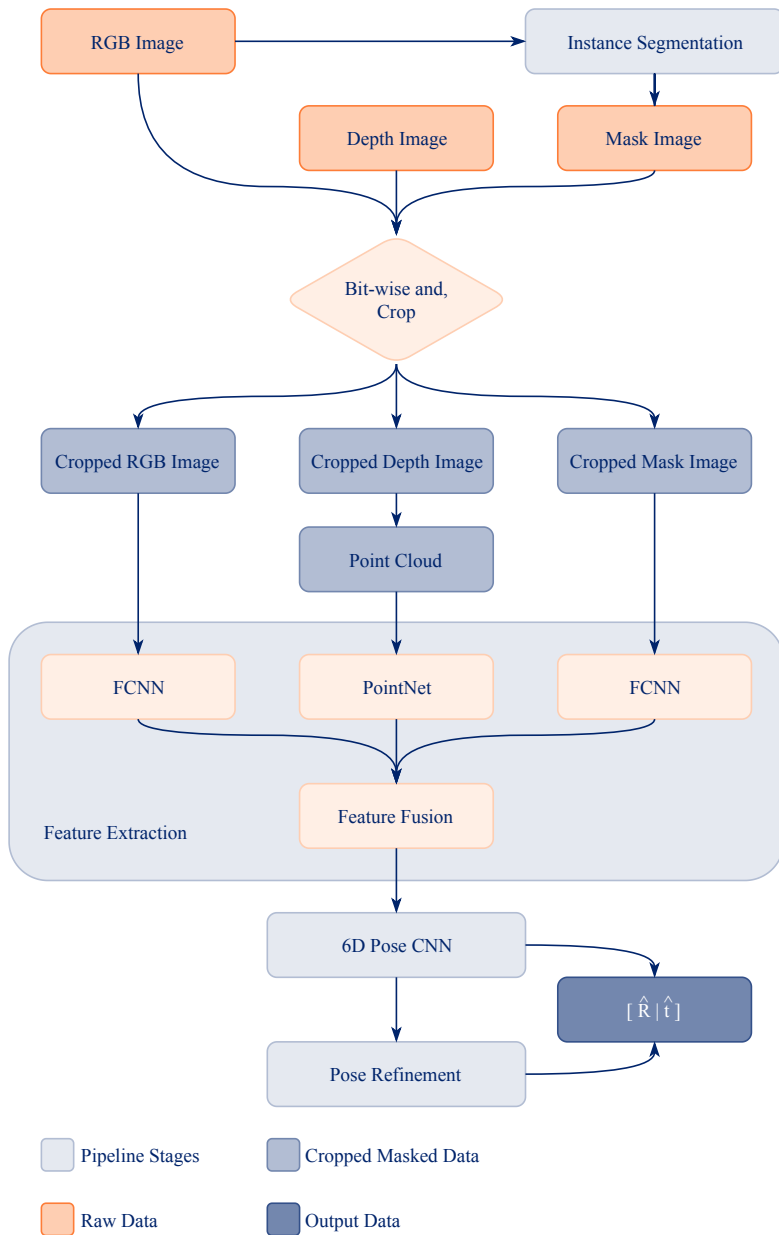 RGB Image
Instance Segmentation
Depth Image
Mask Image
Bit-wise and,
Crop
Cropped RGB Image
Cropped Depth Image
Cropped Mask Image
Point Cloud
FCNN
PointNet
FCNN
Feature Fusion
Feature Extraction
6D Pose CNN
[ R̂ | t̂ ]
Pose Refinement
Pipeline Stages
Cropped Masked Data
Raw Data
Output Data